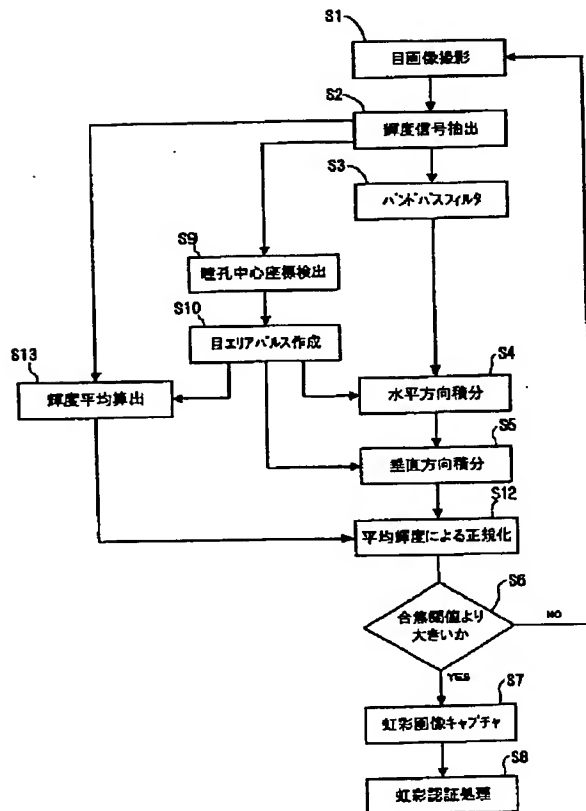 S1
目画像撮影
S2
輝度信号抽出
S3
バンドパスフィルタ
S9
瞳孔中心座標検出
S10
目エリアパルス作成
S13
輝度平均算出
S4
水平方向積分
S5
垂直方向積分
S12
平均輝度による正規化
S6
合焦閾値より
大きいか
NO
YES
S7
虹彩画像キャプチャ
S8
虹彩認証処理